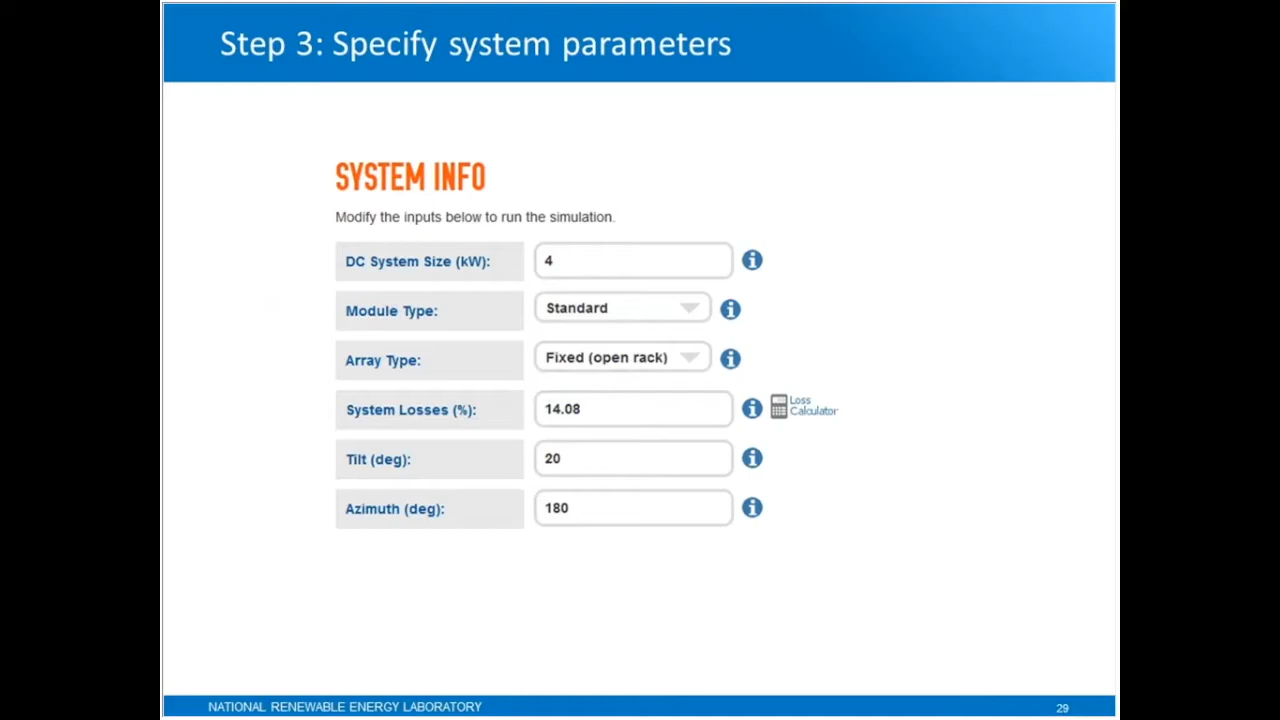 Step 3: Specify system parameters
SYSTEM INFO
Modify the inputs below to run the simulation.
DC System Size (kW): 4
Module Type: Standard
Array Type: Fixed (open rack)
System Losses (%): 14.08 Loss Calculator
Tilt (deg): 20
Azimuth (deg): 180
NATIONAL RENEWABLE ENERGY LABORATORY 29